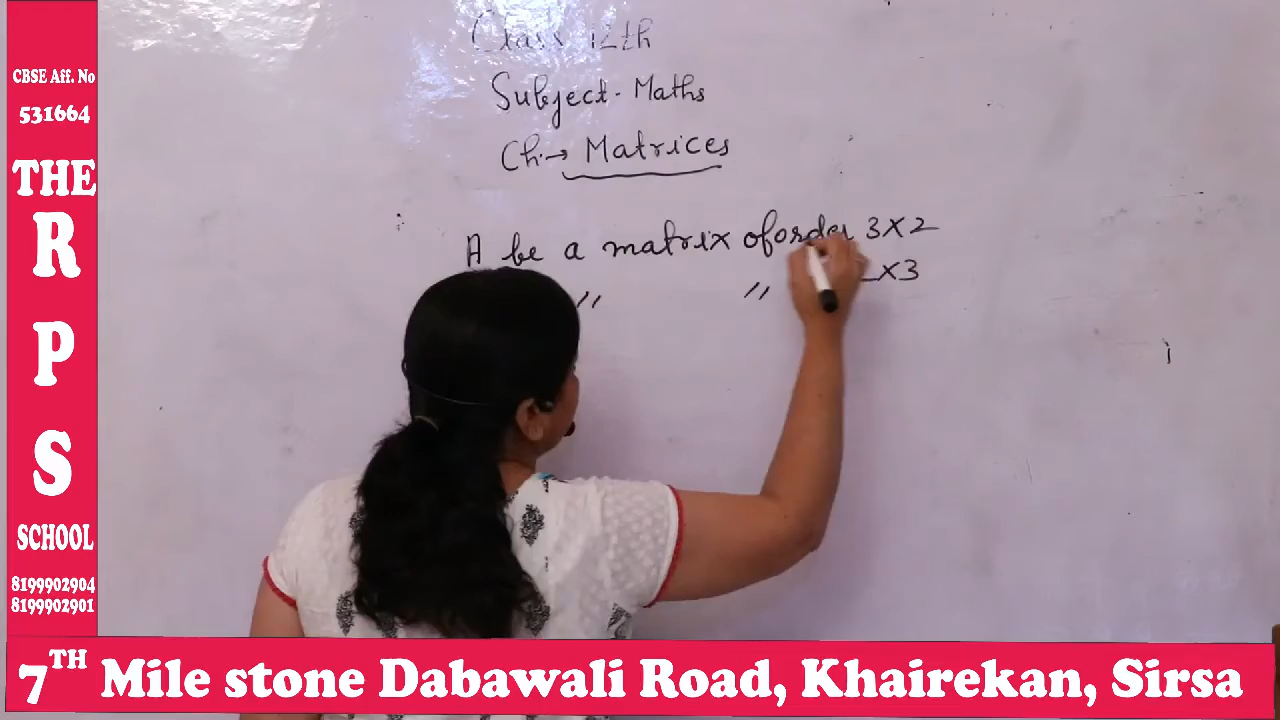 CBSE Aff. No
531664
THE
R
P
S
SCHOOL
8199902904
8199902901
Class 12th
Subject - Maths
Ch. → Matrices
A be a matrix of order 3×2
〃 〃 ×3
7TH Mile stone Dabawali Road, Khairekan, Sirsa